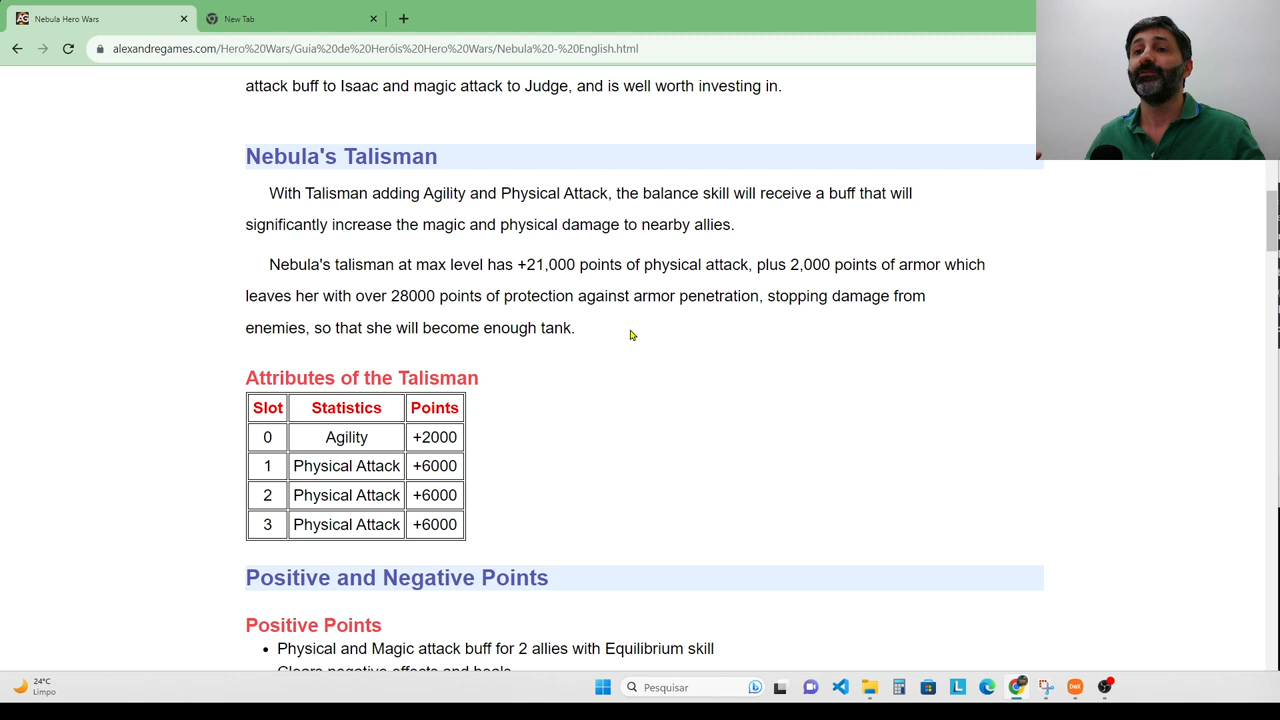 Nebula Hero Wars
New Tab
alexandregames.com/Hero%20Wars/Guia%20de%20Heróis%20Hero%20Wars/Nebula%20-%20English.html
attack buff to Isaac and magic attack to Judge, and is well worth investing in.
Nebula's Talisman
With Talisman adding Agility and Physical Attack, the balance skill will receive a buff that will
significantly increase the magic and physical damage to nearby allies.
Nebula's talisman at max level has +21,000 points of physical attack, plus 2,000 points of armor which
leaves her with over 28000 points of protection against armor penetration, stopping damage from
enemies, so that she will become enough tank.
Attributes of the Talisman
Slot Statistics Points
0 Agility +2000
1 Physical Attack +6000
2 Physical Attack +6000
3 Physical Attack +6000
Positive and Negative Points
Positive Points
• Physical and Magic attack buff for 2 allies with Equilibrium skill
Clears negative effects and heals
24°C
Limpo
Pesquisar